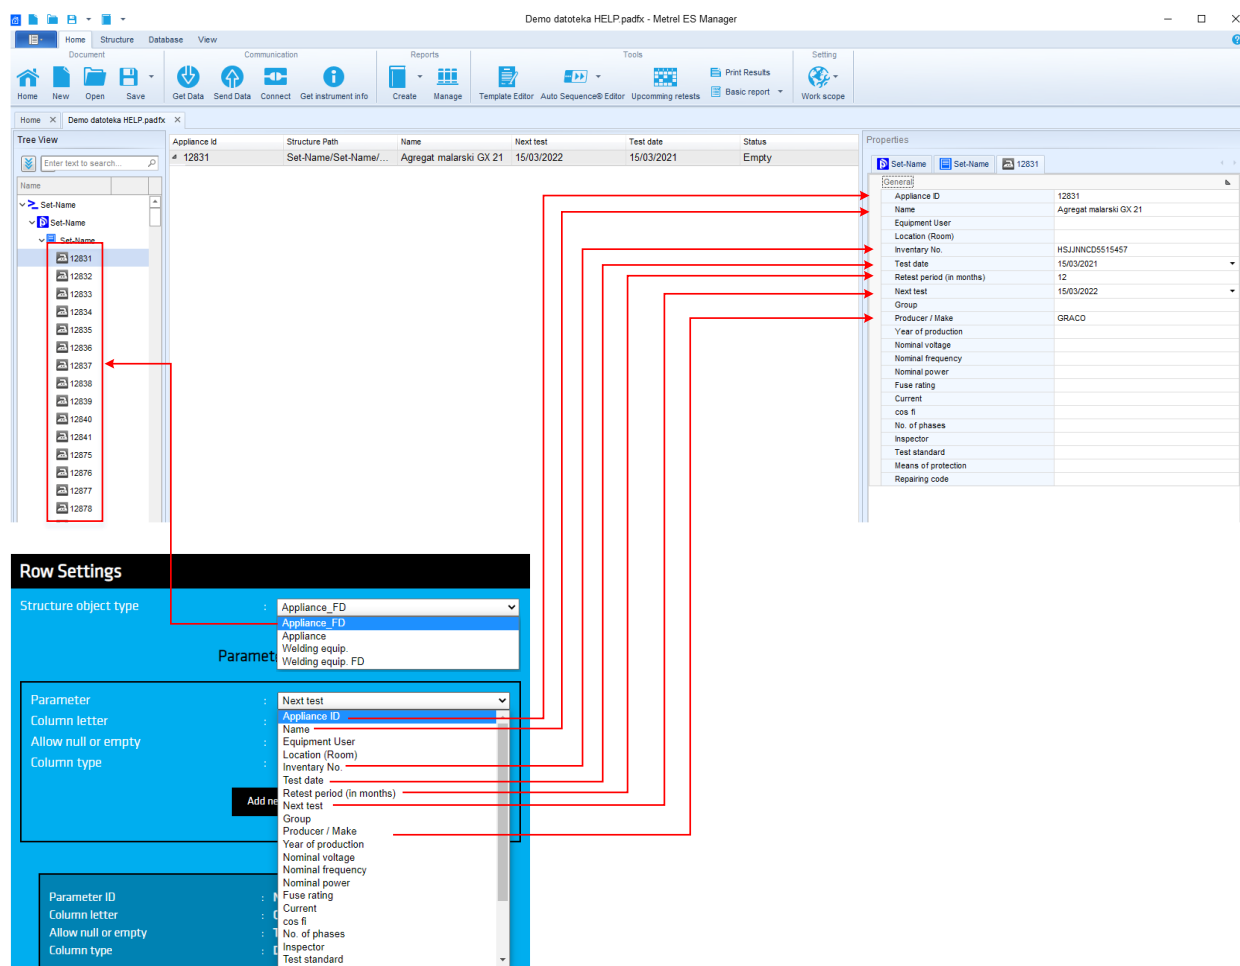 Demo datoteka HELP.padfx - Metrel ES Manager
Home Structure Database View
Document Communication Reports Tools Setting
Home New Open Save Get Data Send Data Connect Get instrument info Create Manage Template Editor Auto Sequence® Editor Upcomming retests Print Results Basic report Work scope
Home Demo datoteka HELP.padfx
Tree View
Enter text to search...
Name
Set-Name
Set-Name
Set-Name
12831
12832
12833
12834
12835
12836
12837
12838
12839
12840
12841
12875
12876
12877
12878
Appliance Id Structure Path Name Next test Test date Status
12831 Set-Name/Set-Name/... Agregat malarski GX 21 15/03/2022 15/03/2021 Empty
Properties
Set-Name Set-Name 12831
General
Appliance ID 12831
Name Agregat malarski GX 21
Equipment User
Location (Room)
Inventary No. HSJJNNCD5515457
Test date 15/03/2021
Retest period (in months) 12
Next test 15/03/2022
Group
Producer / Make GRACO
Year of production
Nominal voltage
Nominal frequency
Nominal power
Fuse rating
Current
cos fi
No. of phases
Inspector
Test standard
Means of protection
Repairing code
Row Settings
Structure object type : Appliance_FD
Appliance_FD
Appliance
Welding equip.
Welding equip. FD
Paramet
Parameter : Next test
Column letter :
Allow null or empty :
Column type :
Add ne
Appliance ID
Name
Equipment User
Location (Room)
Inventary No.
Test date
Retest period (in months)
Next test
Group
Producer / Make
Year of production
Nominal voltage
Nominal frequency
Nominal power
Fuse rating
Current
cos fi
No. of phases
Inspector
Test standard
Parameter ID :
Column letter :
Allow null or empty :
Column type :